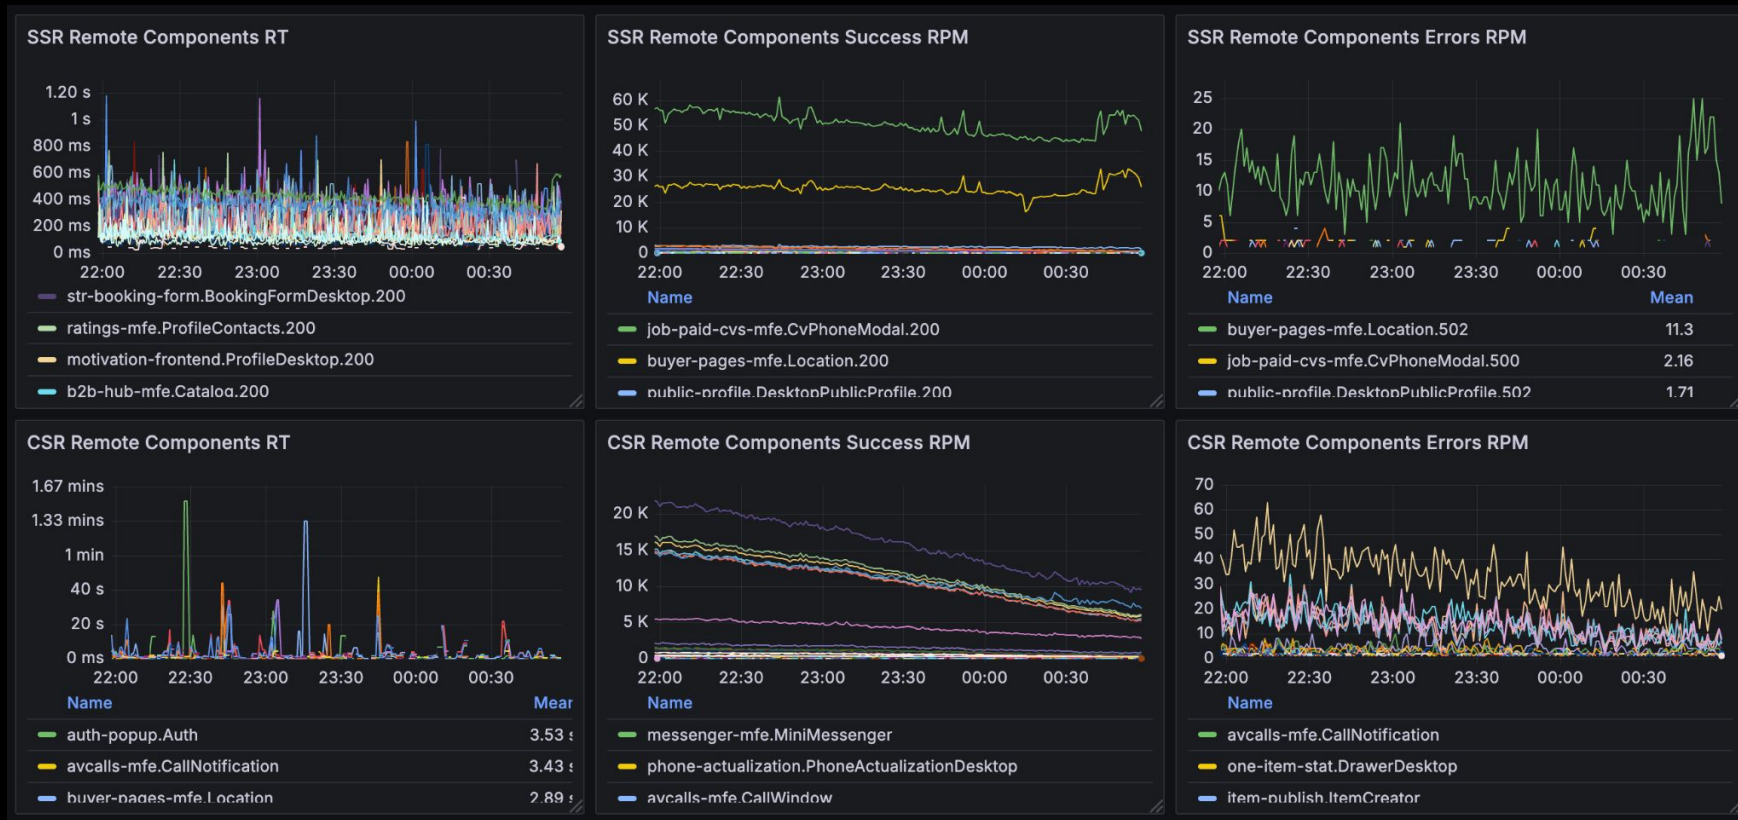 SSR Remote Components RT
1.20 s
1 s
800 ms
600 ms
400 ms
200 ms
0 ms
22:00 22:30 23:00 23:30 00:00 00:30
str-booking-form.BookingFormDesktop.200
ratings-mfe.ProfileContacts.200
motivation-frontend.ProfileDesktop.200
b2b-hub-mfe.Catalog.200
SSR Remote Components Success RPM
60 K
50 K
40 K
30 K
20 K
10 K
0
22:00 22:30 23:00 23:30 00:00 00:30
Name
job-paid-cvs-mfe.CvPhoneModal.200
buyer-pages-mfe.Location.200
public-profile.DesktopPublicProfile.200
SSR Remote Components Errors RPM
25
20
15
10
5
0
22:00 22:30 23:00 23:30 00:00 00:30
Name Mean
buyer-pages-mfe.Location.502 11.3
job-paid-cvs-mfe.CvPhoneModal.500 2.16
public-profile.DesktopPublicProfile.502 1.71
CSR Remote Components RT
1.67 mins
1.33 mins
1 min
40 s
20 s
0 ms
22:00 22:30 23:00 23:30 00:00 00:30
Name Mean
auth-popup.Auth 3.53 s
avcalls-mfe.CallNotification 3.43 s
buyer-pages-mfe.Location 2.89 s
CSR Remote Components Success RPM
20 K
15 K
10 K
5 K
0
22:00 22:30 23:00 23:30 00:00 00:30
Name
messenger-mfe.MiniMessenger
phone-actualization.PhoneActualizationDesktop
avcalls-mfe.CallWindow
CSR Remote Components Errors RPM
70
60
50
40
30
20
10
0
22:00 22:30 23:00 23:30 00:00 00:30
Name
avcalls-mfe.CallNotification
one-item-stat.DrawerDesktop
item-publish.ItemCreator